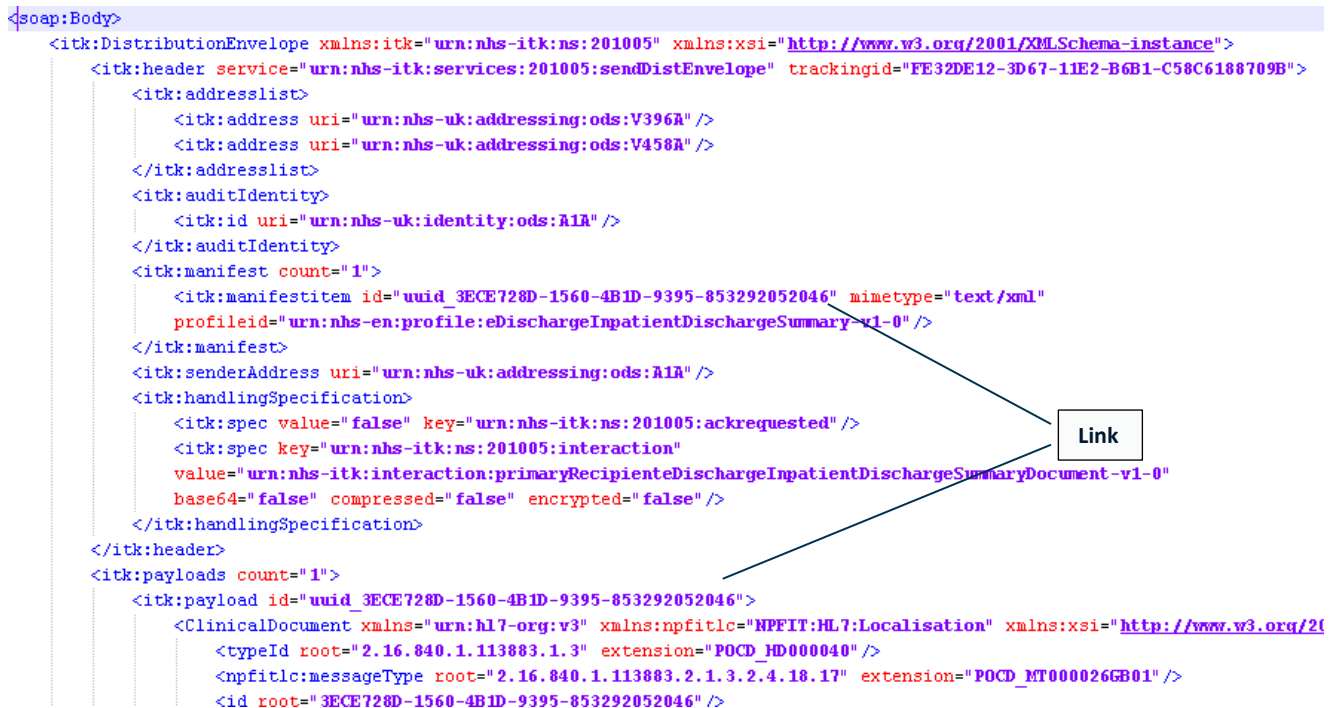 <soap:Body>
<itk:DistributionEnvelope xmlns:itk="urn:nhs-itk:ns:201005" xmlns:xsi="http://www.w3.org/2001/XMLSchema-instance">
<itk:header service="urn:nhs-itk:services:201005:sendDistEnvelope" trackingid="FE32DE12-3D67-11E2-B6B1-C58C6188709B">
<itk:addresslist>
<itk:address uri="urn:nhs-uk:addressing:ods:V396A"/>
<itk:address uri="urn:nhs-uk:addressing:ods:V458A"/>
</itk:addresslist>
<itk:auditIdentity>
<itk:id uri="urn:nhs-uk:identity:ods:A1A"/>
</itk:auditIdentity>
<itk:manifest count="1">
<itk:manifestitem id="uuid_3ECE728D-1560-4B1D-9395-853292052046" mimetype="text/xml"
profileid="urn:nhs-en:profile:eDischargeInpatientDischargeSummary-v1-0"/>
</itk:manifest>
<itk:senderAddress uri="urn:nhs-uk:addressing:ods:A1A"/>
<itk:handlingSpecification>
<itk:spec value="false" key="urn:nhs-itk:ns:201005:ackrequested"/>
<itk:spec key="urn:nhs-itk:ns:201005:interaction"
value="urn:nhs-itk:interaction:primaryRecipienteDischargeInpatientDischargeSummaryDocument-v1-0"
base64="false" compressed="false" encrypted="false"/>
</itk:handlingSpecification>
</itk:header>
<itk:payloads count="1">
<itk:payload id="uuid_3ECE728D-1560-4B1D-9395-853292052046">
<ClinicalDocument xmlns="urn:hl7-org:v3" xmlns:npfitlc="NPFIT:HL7:Localisation" xmlns:xsi="http://www.w3.org/20
<typeId root="2.16.840.1.113883.1.3" extension="POCD_HD000040"/>
<npfitlc:messageType root="2.16.840.1.113883.2.1.3.2.4.18.17" extension="POCD_MT000026GB01"/>
<id root="3ECE728D-1560-4B1D-9395-853292052046"/>
Link